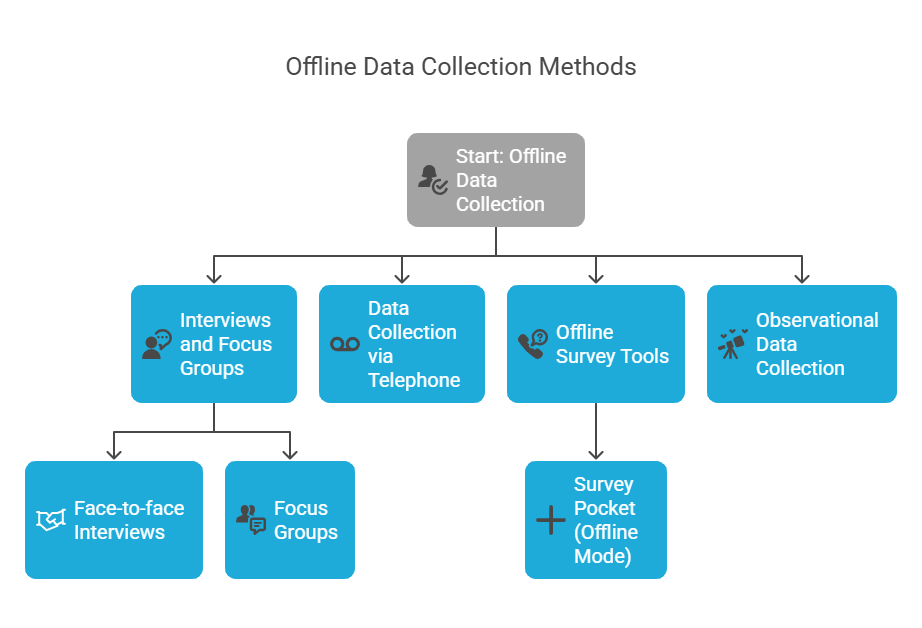 Offline Data Collection Methods
Start: Offline
Data
Collection
Interviews
and Focus
Groups
Data
Collection
via
Telephone
Offline
Survey Tools
Observational
Data
Collection
Face-to-face
Interviews
Focus
Groups
Survey
Pocket
(Offline
Mode)